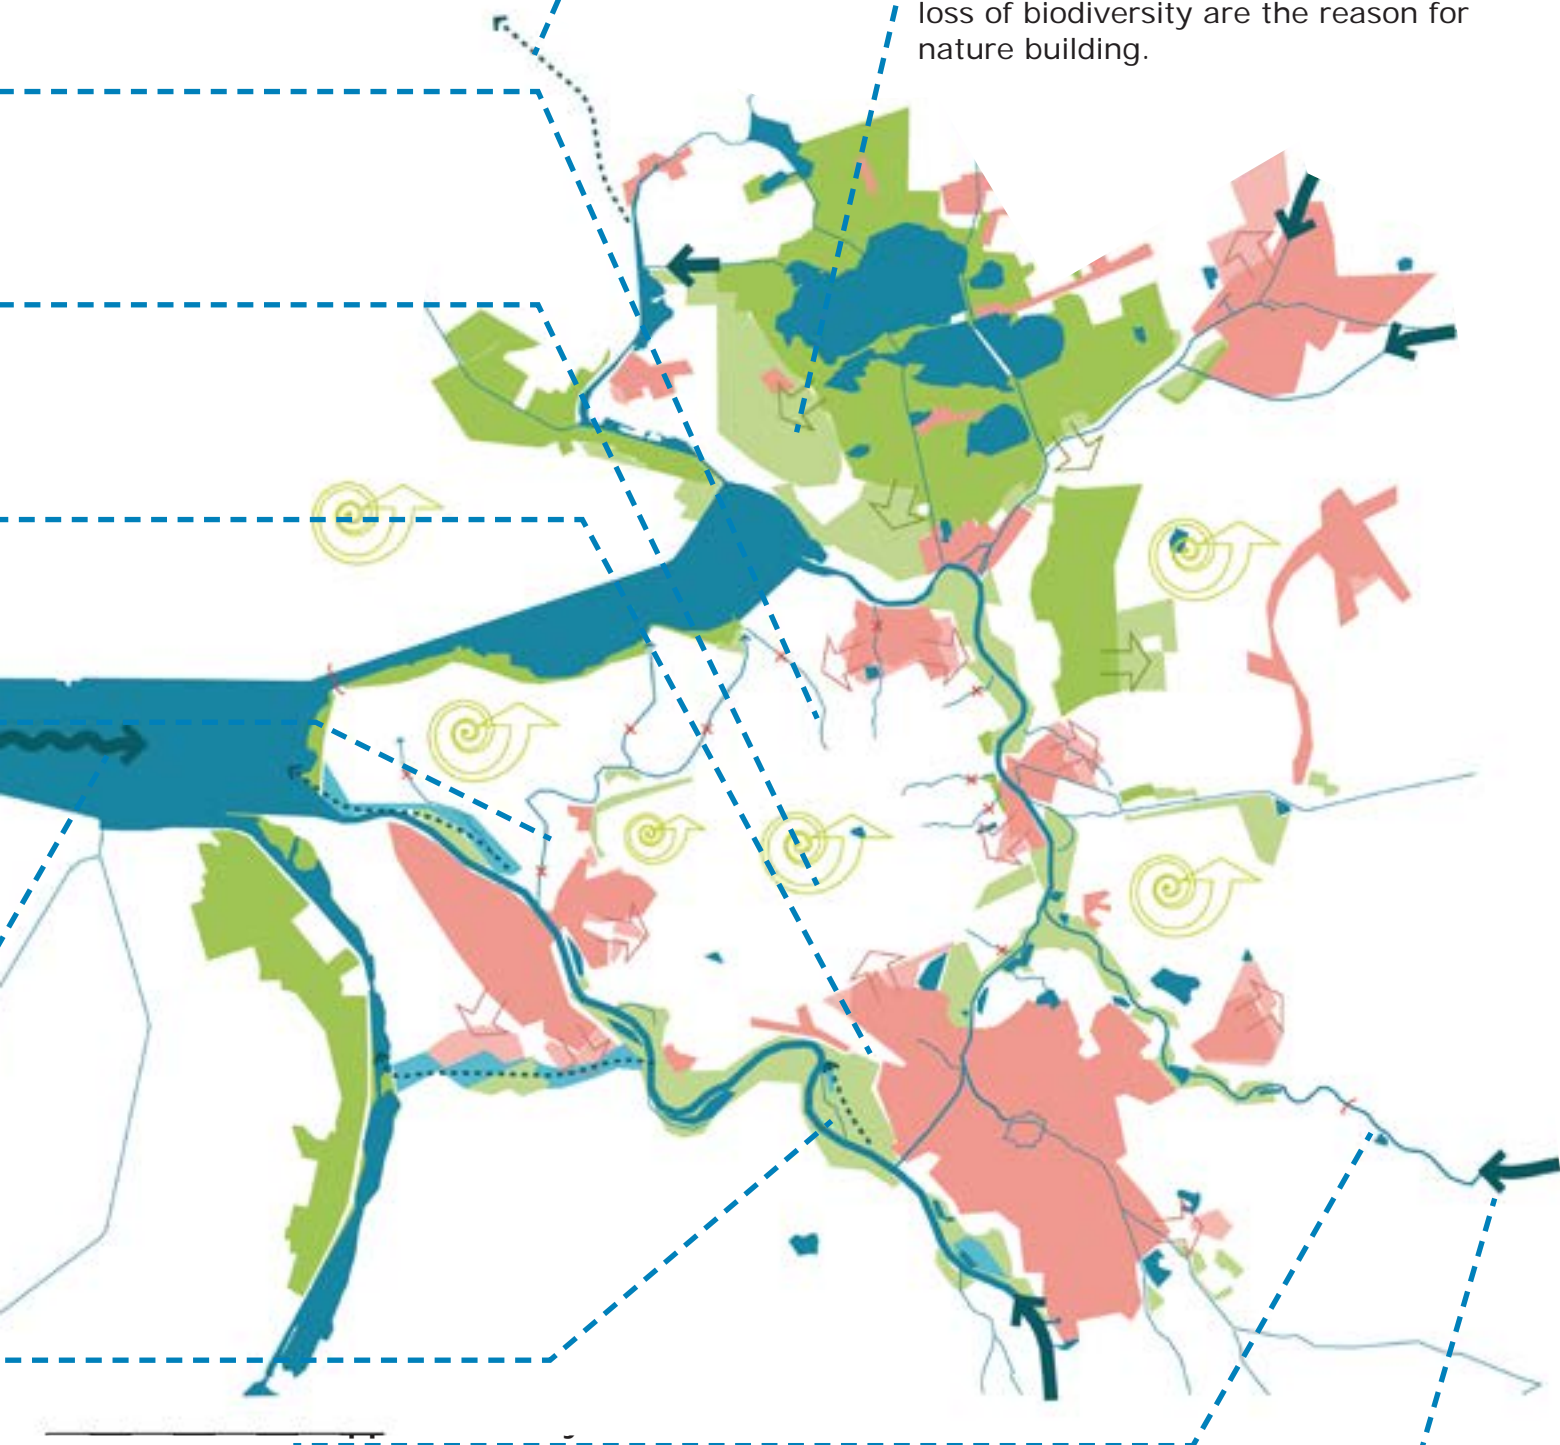 loss of biodiversity are the reason for
nature building.